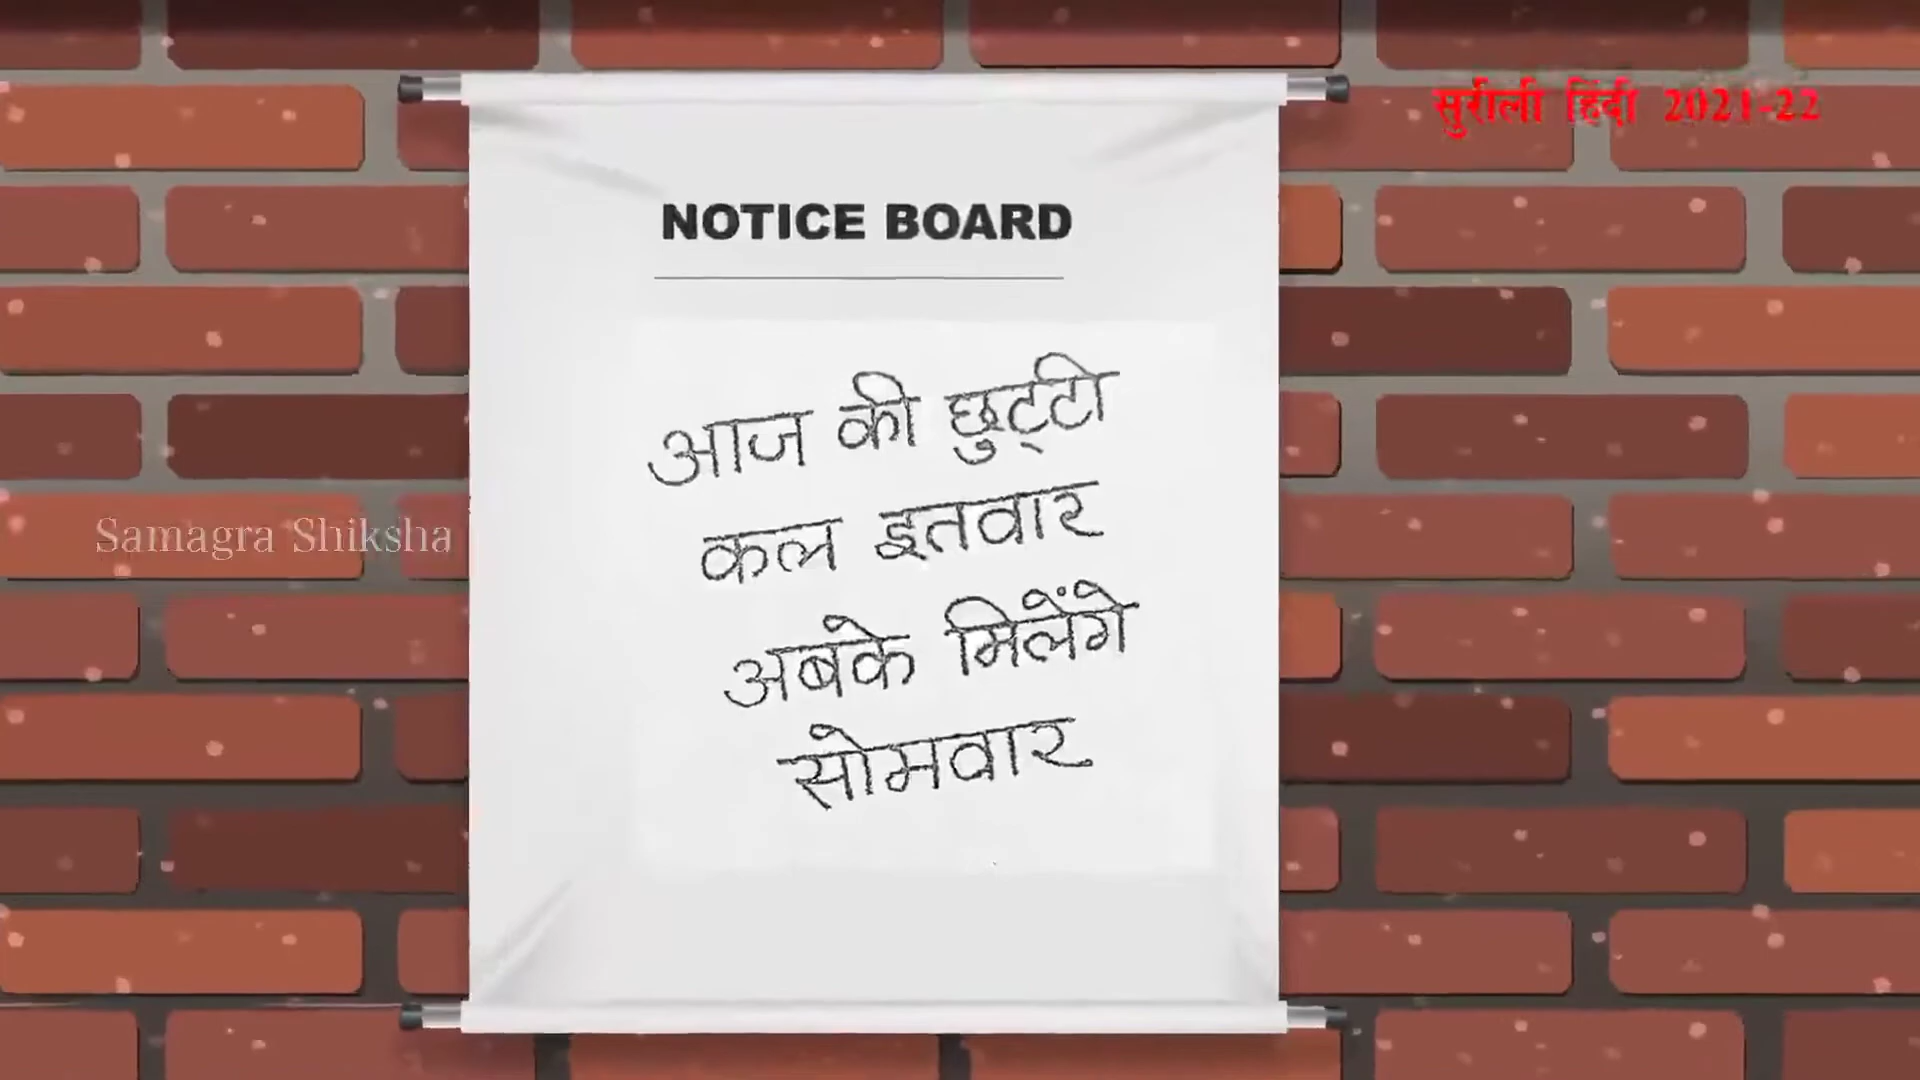 सुरीली हिंदी 2021-22
NOTICE BOARD
आज की छुट्टी
कल इतवार
अबके मिलेंगे
सोमवार
Samagra Shiksha